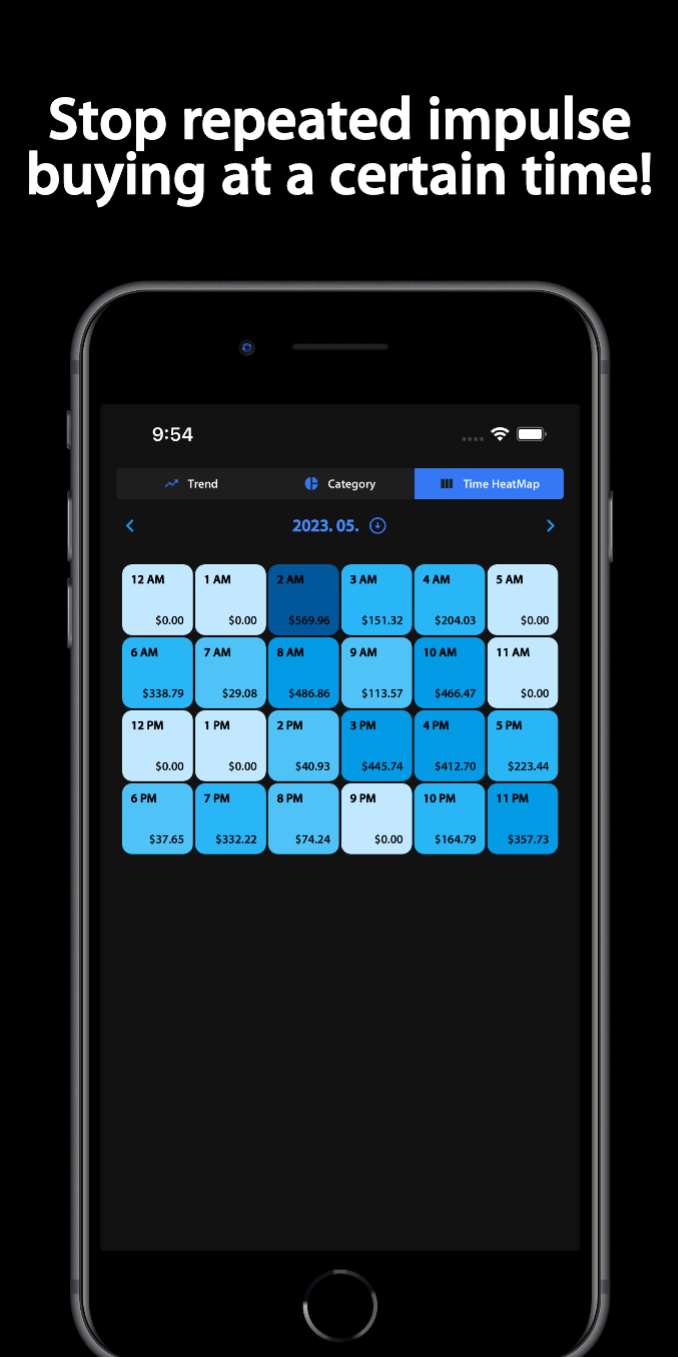 Stop repeated impulse
buying at a certain time!
9:54
Trend Category Time HeatMap
2023. 05.
12 AM 1 AM 2 AM 3 AM 4 AM 5 AM
$0.00 $0.00 $569.96 $151.32 $204.03 $0.00
6 AM 7 AM 8 AM 9 AM 10 AM 11 AM
$338.79 $29.08 $486.86 $113.57 $466.47 $0.00
12 PM 1 PM 2 PM 3 PM 4 PM 5 PM
$0.00 $0.00 $40.93 $445.74 $412.70 $223.44
6 PM 7 PM 8 PM 9 PM 10 PM 11 PM
$37.65 $332.22 $74.24 $0.00 $164.79 $357.73